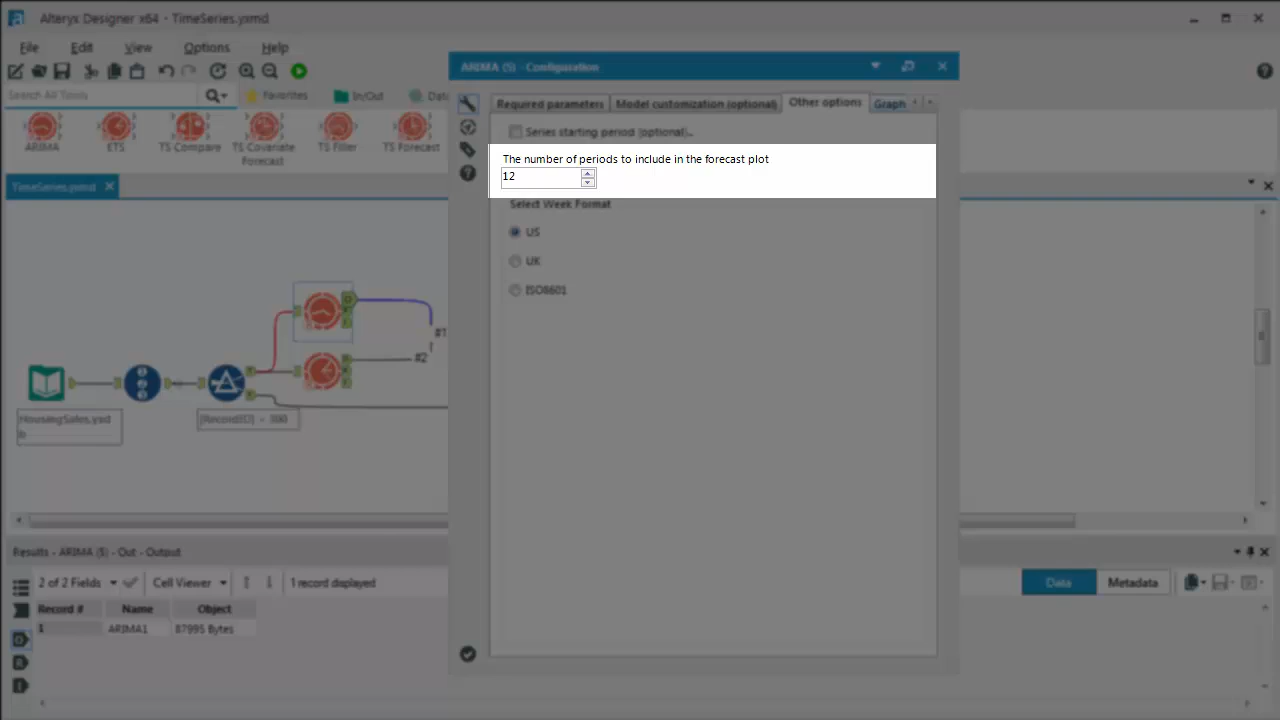 Alteryx Designer x64 - TimeSeries.yxmd
File Edit View Options Help
Search All Tools
Favorites
In/Out
Data
ARIMA
ETS
TS Compare
TS Covariate
Forecast
TS Filler
TS Forecast
TimeSeries.yxmd
ARIMA (5) - Configuration
Required parameters
Model customization (optional)
Other options
Graph
Series starting period (optional)..
The number of periods to include in the forecast plot
12
Select Week Format
US
UK
ISO8601
#1
#2
HousingSales.yxd
b
Results - ARIMA (5) - Out - Output
2 of 2 Fields
Cell Viewer
1 record displayed
Data
Metadata
Record # Name Object
1 ARIMA1 87995 Bytes